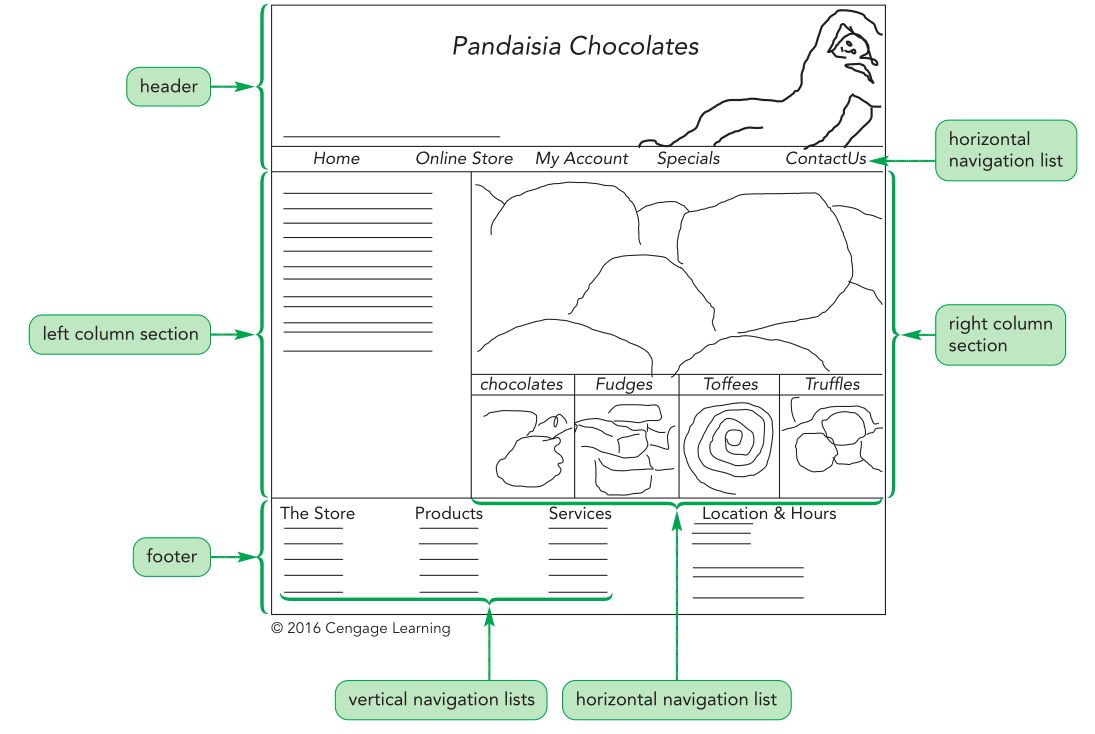 Pandaisia Chocolates
header
Home Online Store My Account Specials ContactUs
horizontal
navigation list
left column section
right column
section
chocolates Fudges Toffees Truffles
The Store Products Services Location & Hours
footer
© 2016 Cengage Learning
vertical navigation lists
horizontal navigation list